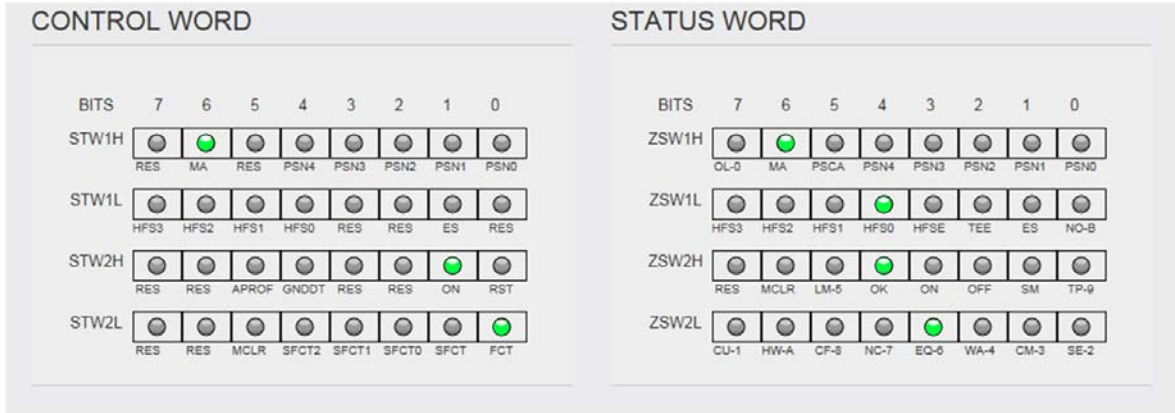 CONTROL WORD
BITS 7 6 5 4 3 2 1 0
STW1H
RES MA RES PSN4 PSN3 PSN2 PSN1 PSN0
STW1L
HFS3 HFS2 HFS1 HFS0 RES RES ES RES
STW2H
RES RES APROF GNDDT RES RES ON RST
STW2L
RES RES MCLR SFCT2 SFCT1 SFCT0 SFCT FCT
STATUS WORD
BITS 7 6 5 4 3 2 1 0
ZSW1H
OL-0 MA PSCA PSN4 PSN3 PSN2 PSN1 PSN0
ZSW1L
HFS3 HFS2 HFS1 HFS0 HFSE TEE ES NO-B
ZSW2H
RES MCLR LM-5 OK ON OFF SM TP-9
ZSW2L
CU-1 HW-A CF-8 NC-7 EQ-6 WA-4 CM-3 SE-2